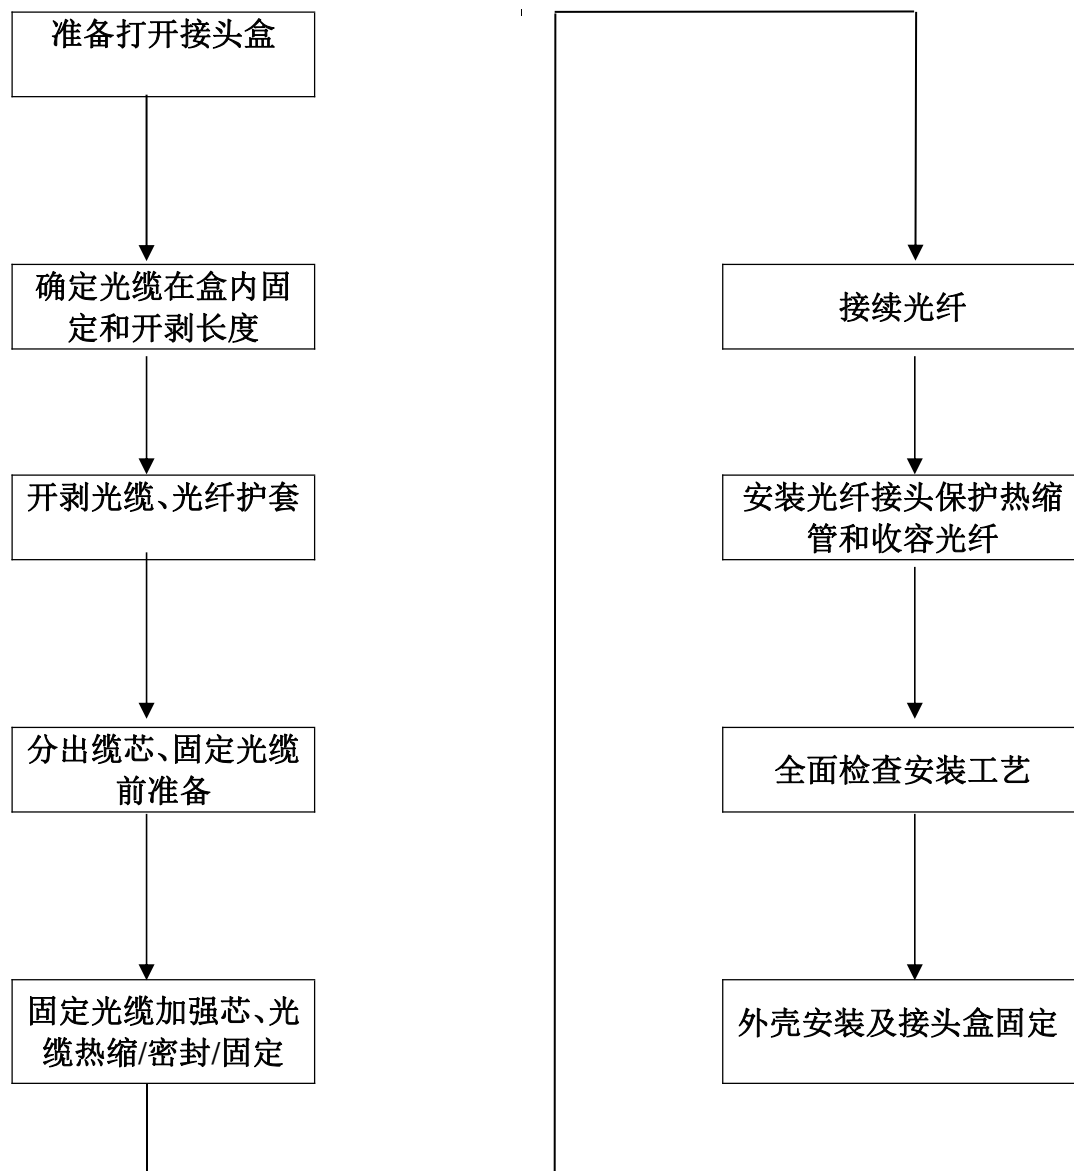 准备打开接头盒
确定光缆在盒内固
定和开剥长度
开剥光缆、光纤护套
分出缆芯、固定光缆
前准备
固定光缆加强芯、光
缆热缩/密封/固定
接续光纤
安装光纤接头保护热缩
管和收容光纤
全面检查安装工艺
外壳安装及接头盒固定